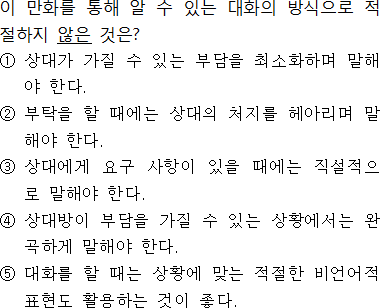 이 만화를 통해 알 수 있는 대화의 방식으로 적
절하지 않은 것은?
① 상대가 가질 수 있는 부담을 최소화하며 말해
야 한다.
② 부탁을 할 때에는 상대의 처지를 헤아리며 말
해야 한다.
③ 상대에게 요구 사항이 있을 때에는 직설적으
로 말해야 한다.
④ 상대방이 부담을 가질 수 있는 상황에서는 완
곡하게 말해야 한다.
⑤ 대화를 할 때는 상황에 맞는 적절한 비언어적
표현도 활용하는 것이 좋다.